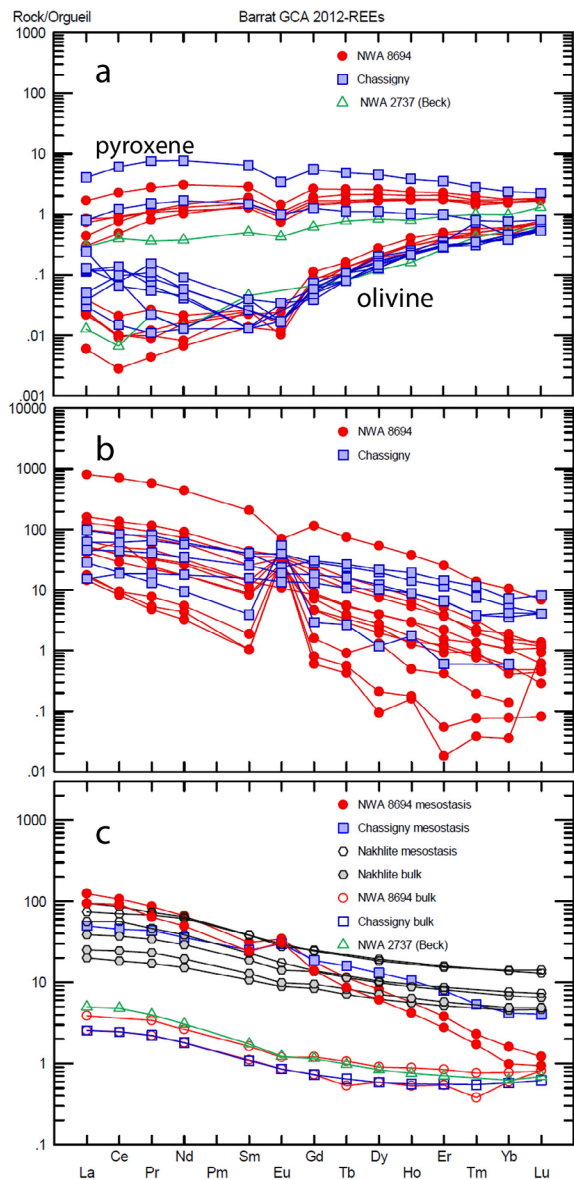 Rock/Orgueil Barrat GCA 2012-REEs
1000
a
NWA 8694
Chassigny
100
NWA 2737 (Beck)
pyroxene
10
1
.1
olivine
.01
.001
10000
b
NWA 8694
Chassigny
1000
100
10
1
.1
.01
c
NWA 8694 mesostasis
Chassigny mesostasis
Nakhlite mesostasis
Nakhlite bulk
NWA 8694 bulk
Chassigny bulk
NWA 2737 (Beck)
100
10
1
.1
Ce Nd Sm Gd Dy Er Yb
La Pr Pm Eu Tb Ho Tm Lu